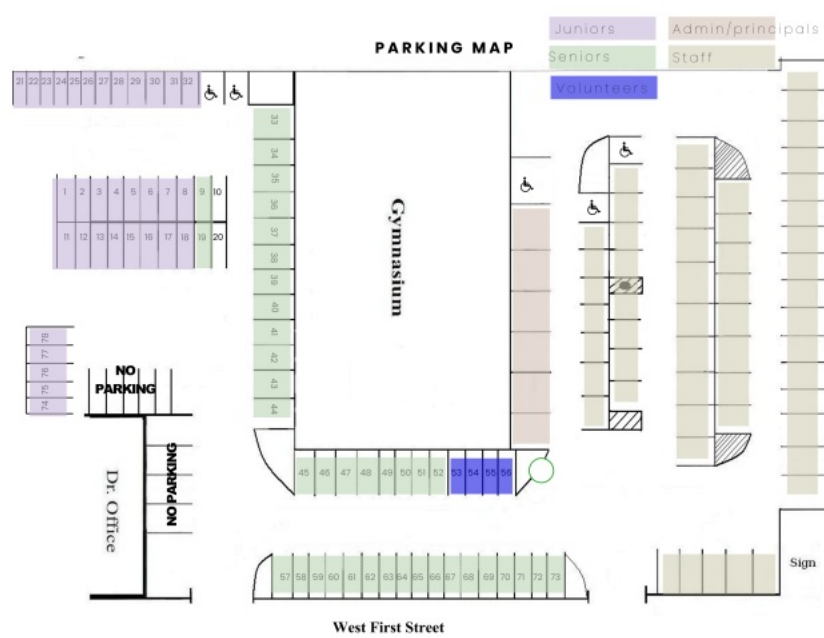 Juniors
Admin/principals
PARKING MAP
Seniors
Staff
Volunteers
21 22 23 24 25 26 27 28 29 30 31 32
33
34
35
36
37
38
39
40
41
42
43
44
1 2 3 4 5 6 7 8 9 10
11 12 13 14 15 16 17 18 19 20
Gymnasium
78
77
76
75
74
NO
PARKING
NO PARKING
Dr. Office
45 46 47 48 49 50 51 52 53 54 55 56
57 58 59 60 61 62 63 64 65 66 67 68 69 70 71 72 73
Sign
West First Street